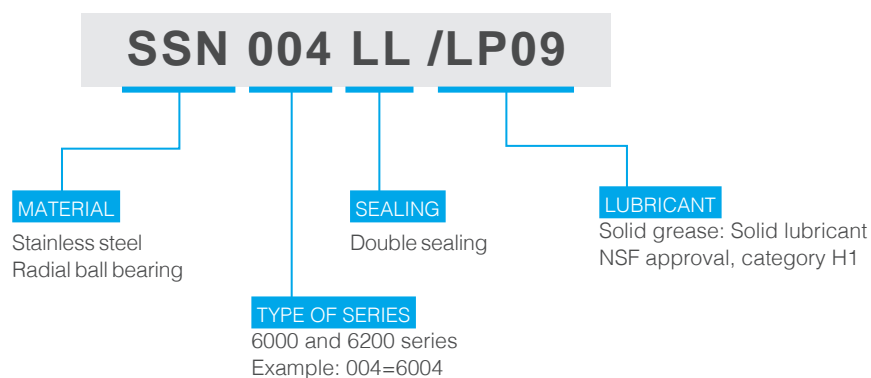 SSN 004 LL /LP09
MATERIAL
Stainless steel
Radial ball bearing
SEALING
Double sealing
LUBRICANT
Solid grease: Solid lubricant
NSF approval, category H1
TYPE OF SERIES
6000 and 6200 series
Example: 004=6004